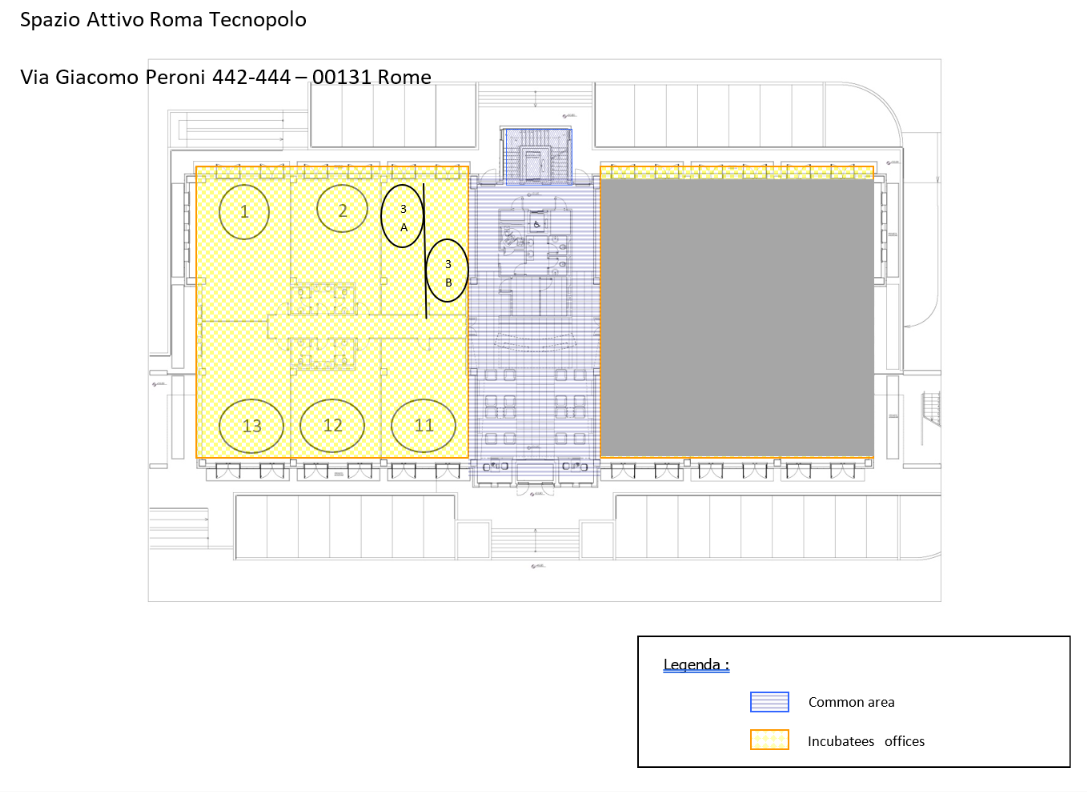 Spazio Attivo Roma Tecnopolo
Via Giacomo Peroni 442-444 – 00131 Rome
1
2
3
A
3
B
13
12
11
Legenda :
Common area
Incubatees offices